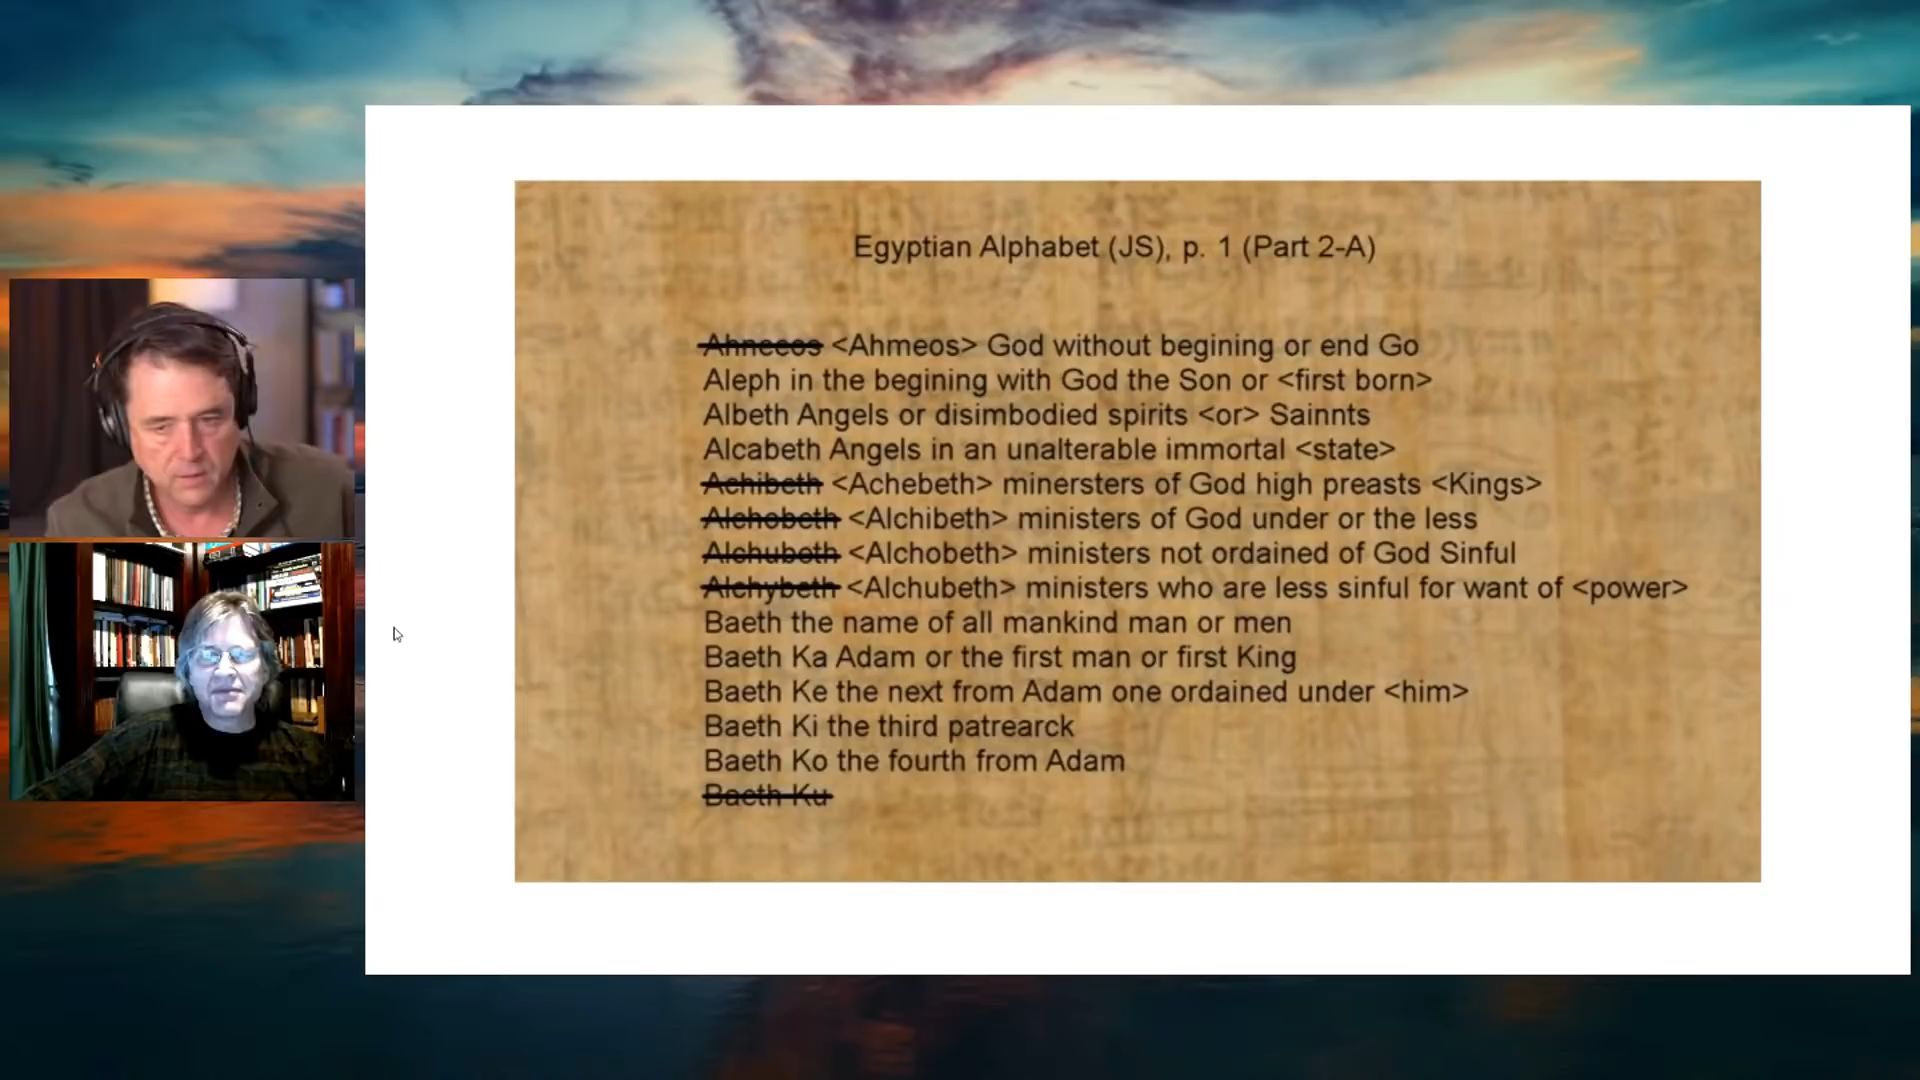 Egyptian Alphabet (JS), p. 1 (Part 2-A)
Ahneeos <Ahmeos> God without begining or end Go
Aleph in the begining with God the Son or <first born>
Albeth Angels or disimbodied spirits <or> Sainnts
Alcabeth Angels in an unalterable immortal <state>
Achibeth <Achebeth> minersters of God high preasts <Kings>
Alchobeth <Alchibeth> ministers of God under or the less
Alchubeth <Alchobeth> ministers not ordained of God Sinful
Alchybeth <Alchubeth> ministers who are less sinful for want of <power>
Baeth the name of all mankind man or men
Baeth Ka Adam or the first man or first King
Baeth Ke the next from Adam one ordained under <him>
Baeth Ki the third patrearck
Baeth Ko the fourth from Adam
Baeth Ku